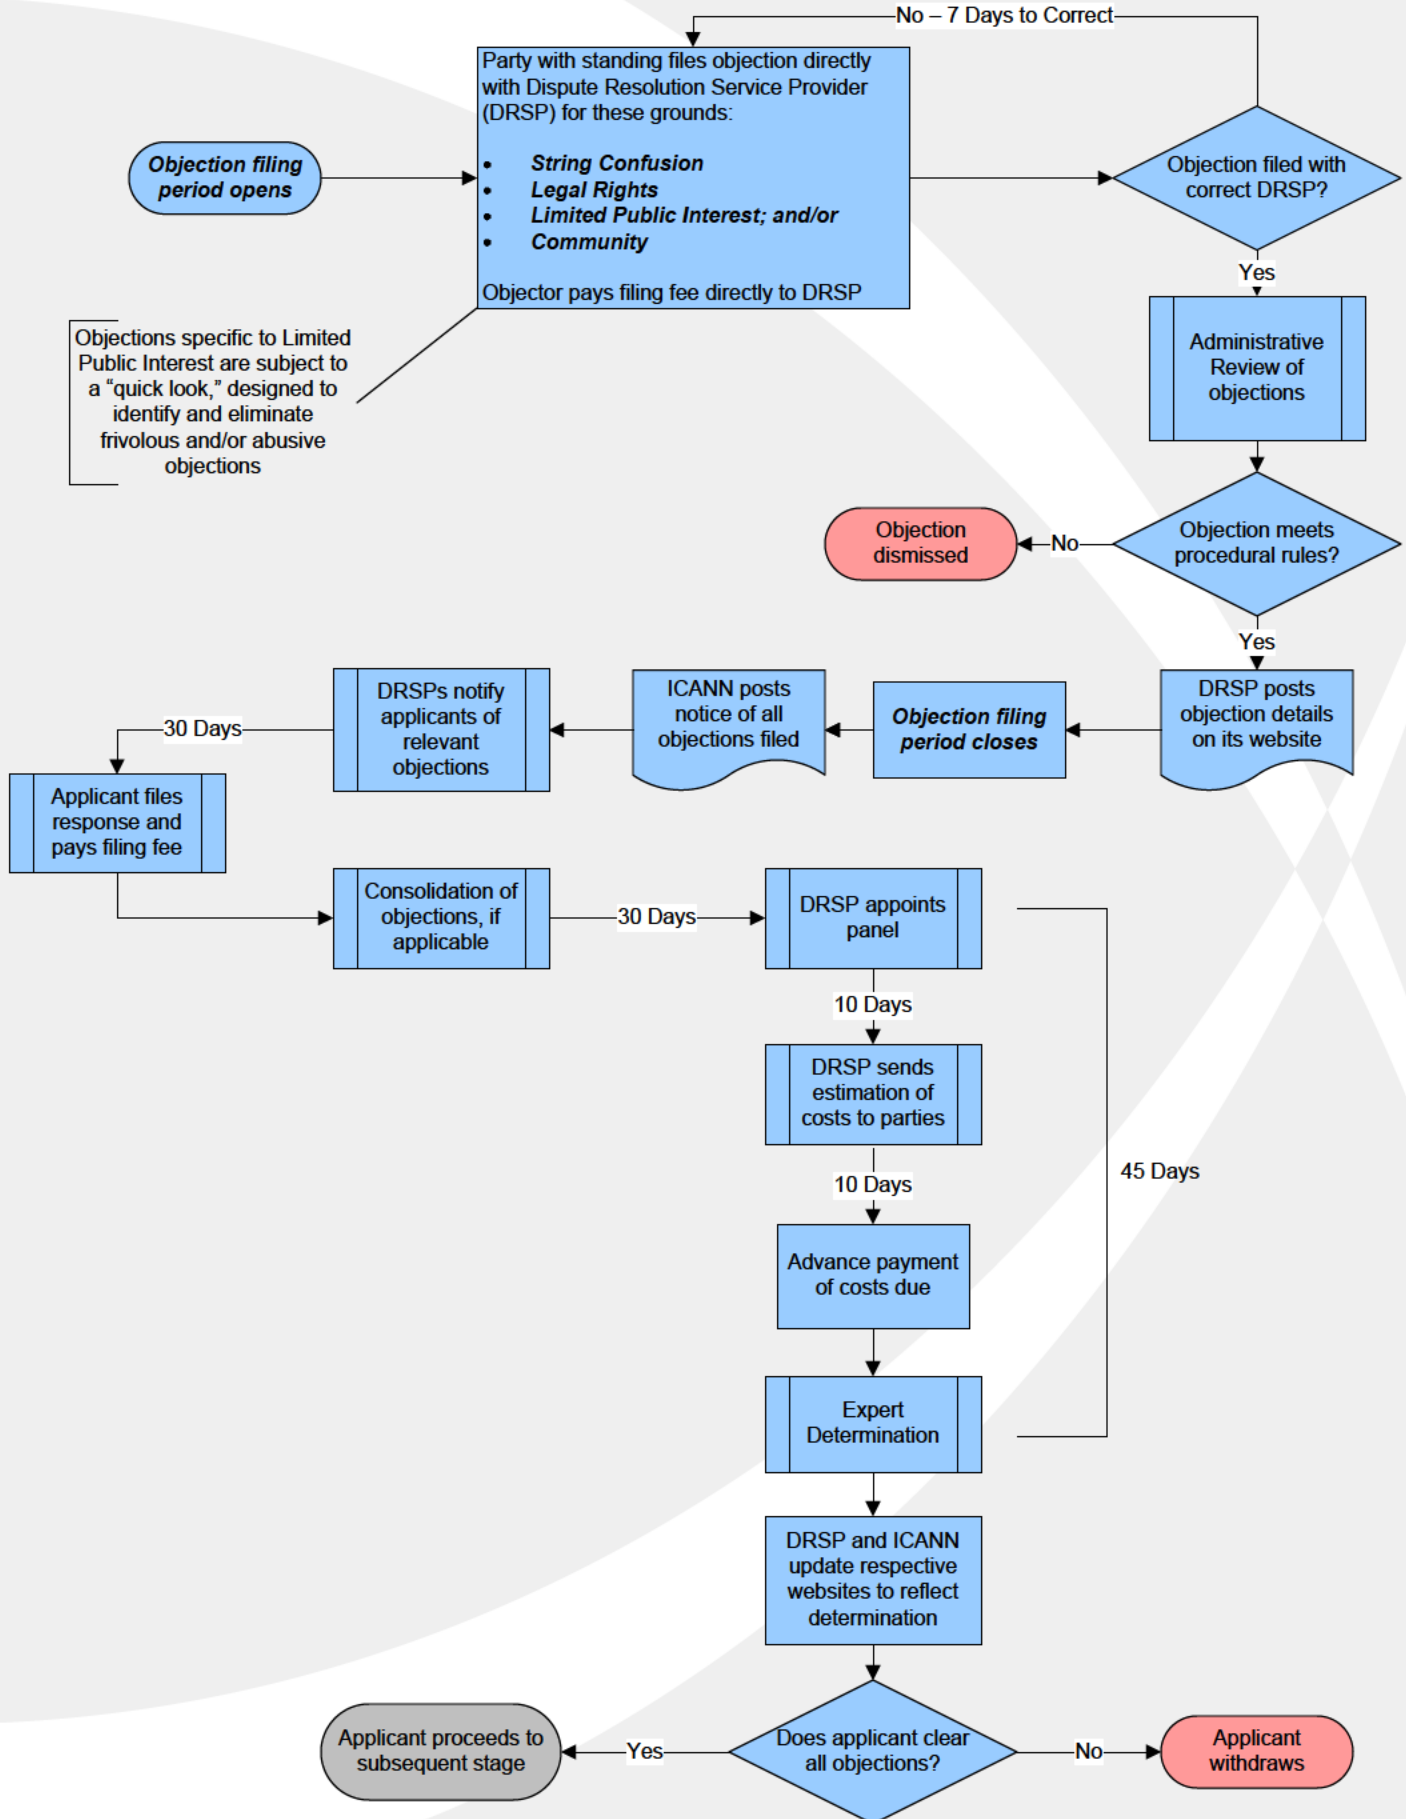 No – 7 Days to Correct
Party with standing files objection directly
with Dispute Resolution Service Provider
(DRSP) for these grounds:
• String Confusion
• Legal Rights
• Limited Public Interest; and/or
• Community
Objector pays filing fee directly to DRSP
Objection filing
period opens
Objection filed with
correct DRSP?
Yes
Objections specific to Limited
Public Interest are subject to
a “quick look,” designed to
identify and eliminate
frivolous and/or abusive
objections
Administrative
Review of
objections
Objection meets
procedural rules?
No
Objection
dismissed
Yes
DRSP posts
objection details
on its website
Objection filing
period closes
ICANN posts
notice of all
objections filed
DRSPs notify
applicants of
relevant
objections
30 Days
Applicant files
response and
pays filing fee
Consolidation of
objections, if
applicable
30 Days
DRSP appoints
panel
10 Days
DRSP sends
estimation of
costs to parties
10 Days
45 Days
Advance payment
of costs due
Expert
Determination
DRSP and ICANN
update respective
websites to reflect
determination
Does applicant clear
all objections?
Yes
Applicant proceeds to
subsequent stage
No
Applicant
withdraws